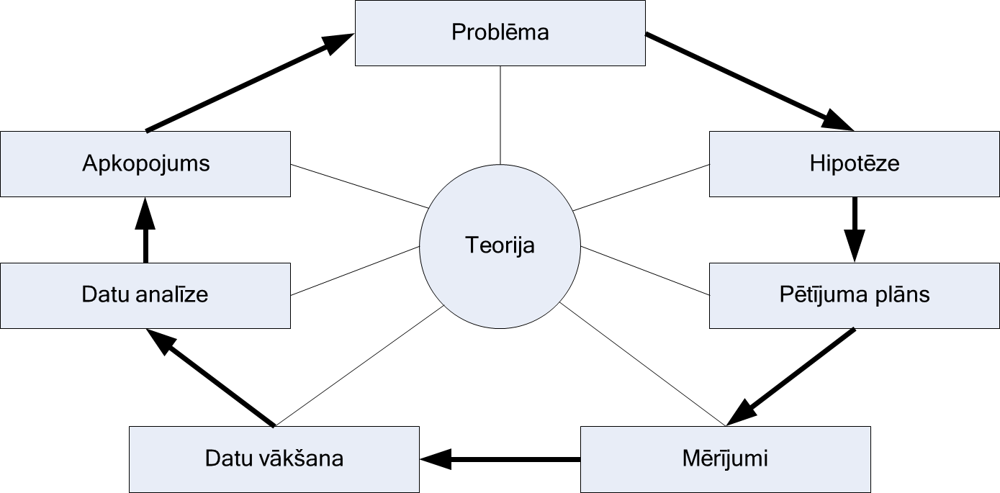 Problēma
Apkopojums
Hipotēze
Teorija
Datu analīze
Pētījuma plāns
Datu vākšana
Mērījumi